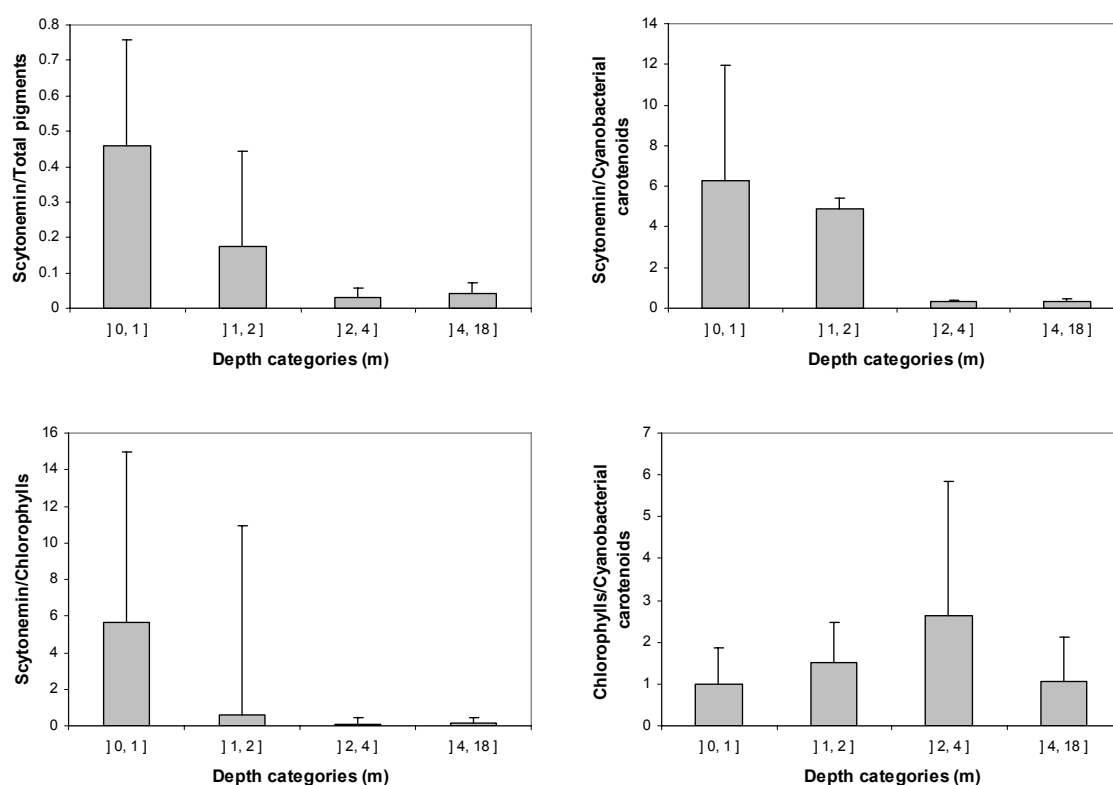 Scytonemin/Total pigments
0.8
0.7
0.6
0.5
0.4
0.3
0.2
0.1
0
] 0, 1 ] ] 1, 2 ] ] 2, 4 ] ] 4, 18 ]
Depth categories (m)
Scytonemin/Cyanobacterial
carotenoids
14
12
10
8
6
4
2
0
] 0, 1 ] ] 1, 2 ] ] 2, 4 ] ] 4, 18 ]
Depth categories (m)
Scytonemin/Chlorophylls
16
14
12
10
8
6
4
2
0
] 0, 1 ] ] 1, 2 ] ] 2, 4 ] ] 4, 18 ]
Depth categories (m)
Chlorophylls/Cyanobacterial
carotenoids
7
6
5
4
3
2
1
0
] 0, 1 ] ] 1, 2 ] ] 2, 4 ] ] 4, 18 ]
Depth categories (m)